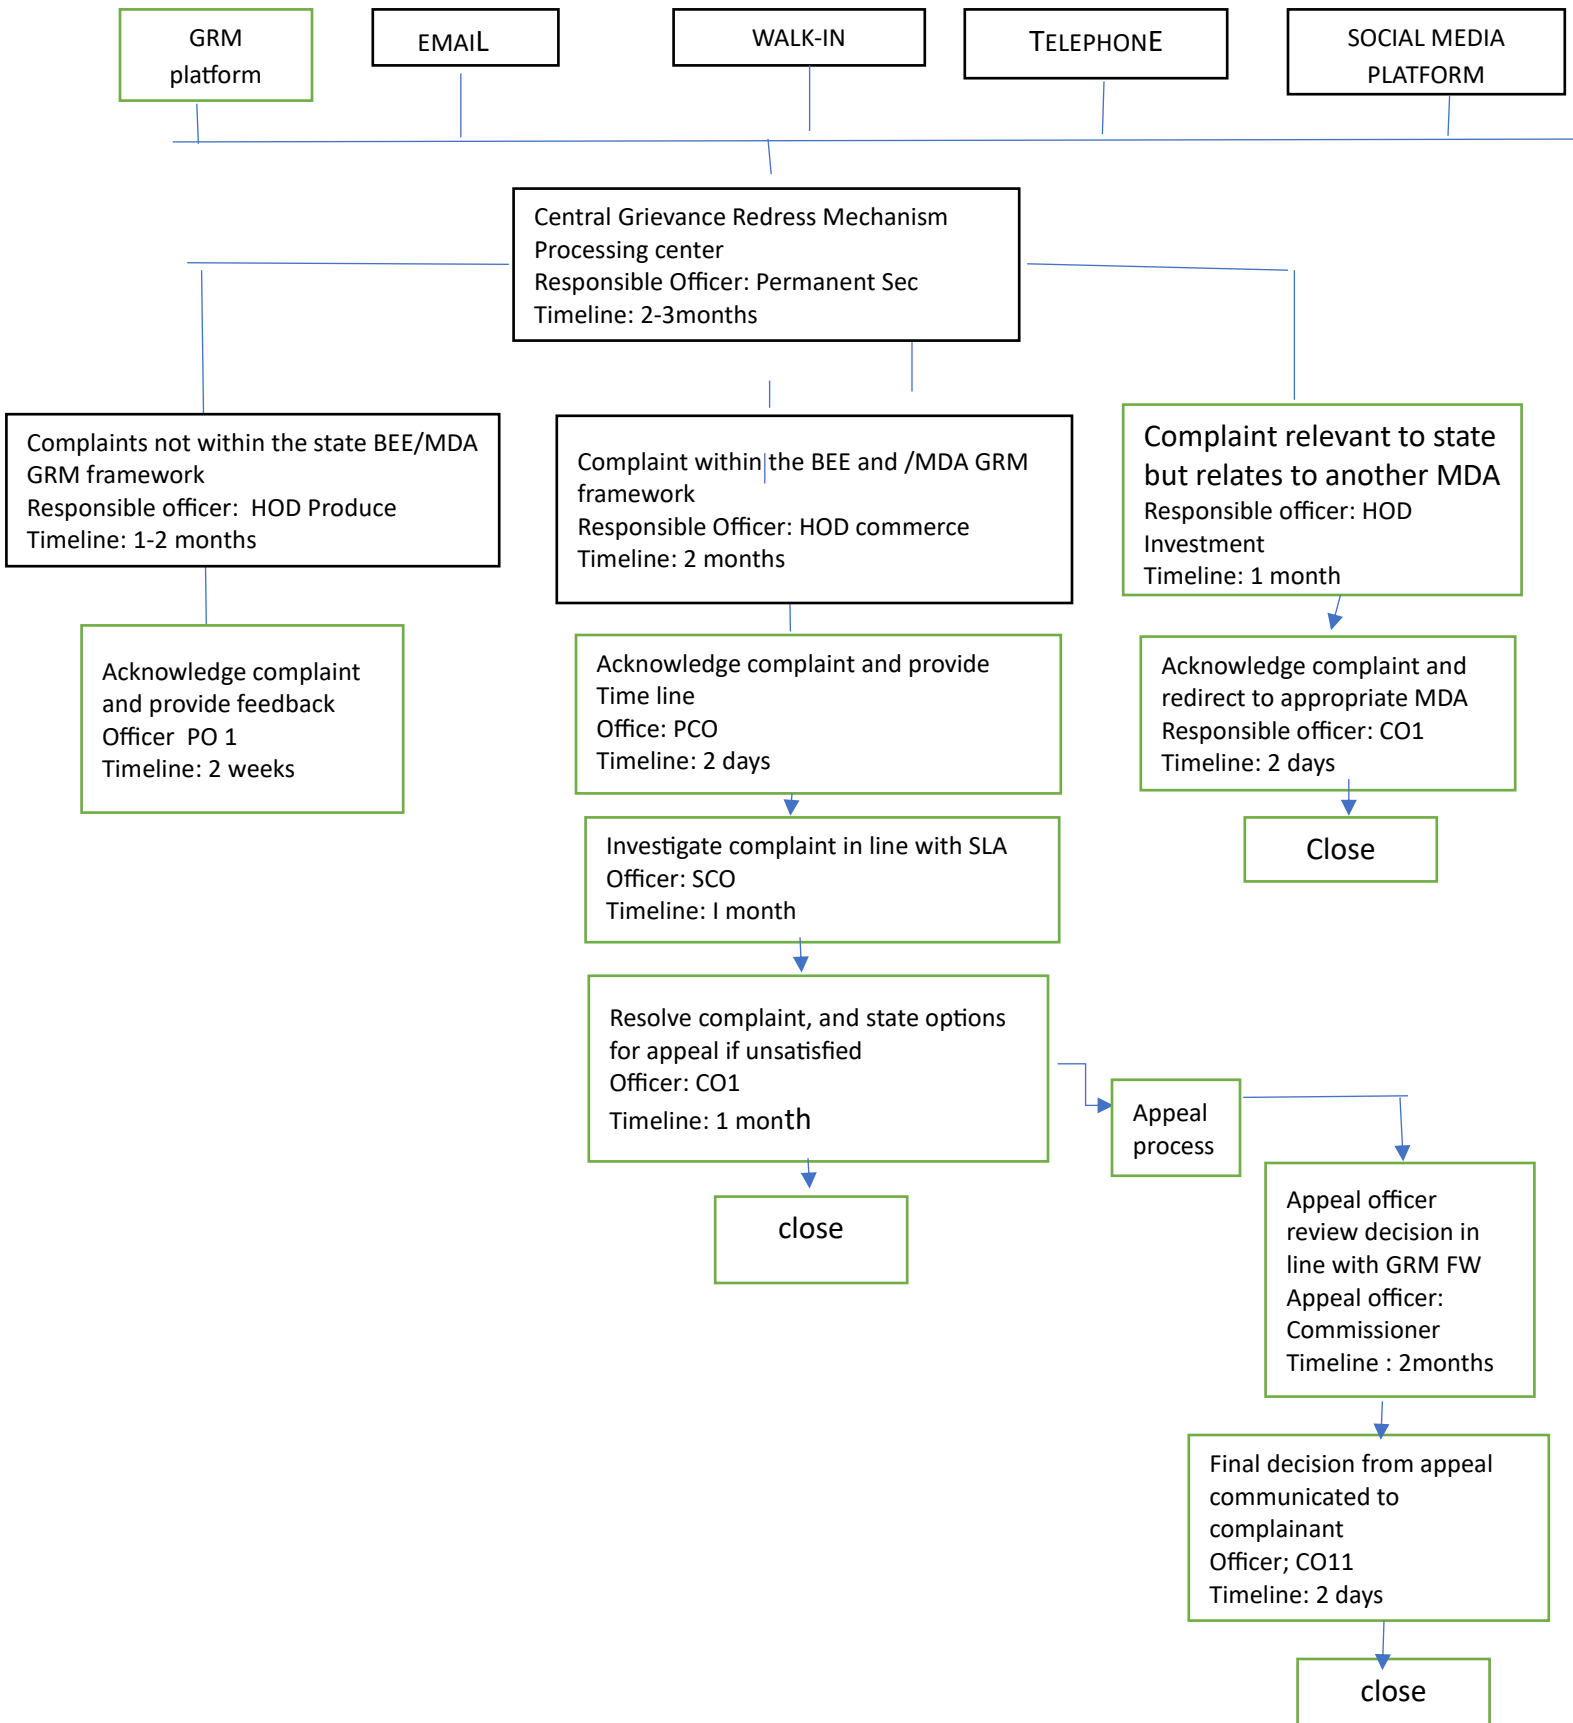 GRM
platform
EMAIL
WALK-IN
TELEPHONE
SOCIAL MEDIA
PLATFORM
Central Grievance Redress Mechanism
Processing center
Responsible Officer: Permanent Sec
Timeline: 2-3months
Complaints not within the state BEE/MDA
GRM framework
Responsible officer:  HOD Produce
Timeline: 1-2 months
Complaint within the BEE and /MDA GRM
framework
Responsible Officer: HOD commerce
Timeline: 2 months
Complaint relevant to state
but relates to another MDA
Responsible officer: HOD
Investment
Timeline: 1 month
Acknowledge complaint
and provide feedback
Officer  PO 1
Timeline: 2 weeks
Acknowledge complaint and provide
Time line
Office: PCO
Timeline: 2 days
Acknowledge complaint and
redirect to appropriate MDA
Responsible officer: CO1
Timeline: 2 days
Investigate complaint in line with SLA
Officer: SCO
Timeline: I month
Close
Resolve complaint, and state options
for appeal if unsatisfied
Officer: CO1
Timeline: 1 month
Appeal
process
close
Appeal officer
review decision in
line with GRM FW
Appeal officer:
Commissioner
Timeline : 2months
Final decision from appeal
communicated to
complainant
Officer; CO11
Timeline: 2 days
close